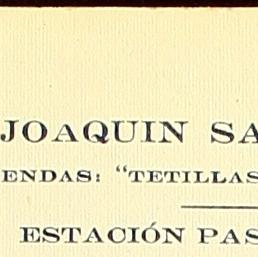 JOAQUIN SA
ENDAS: "TETILLAS
ESTACIÓN PAS